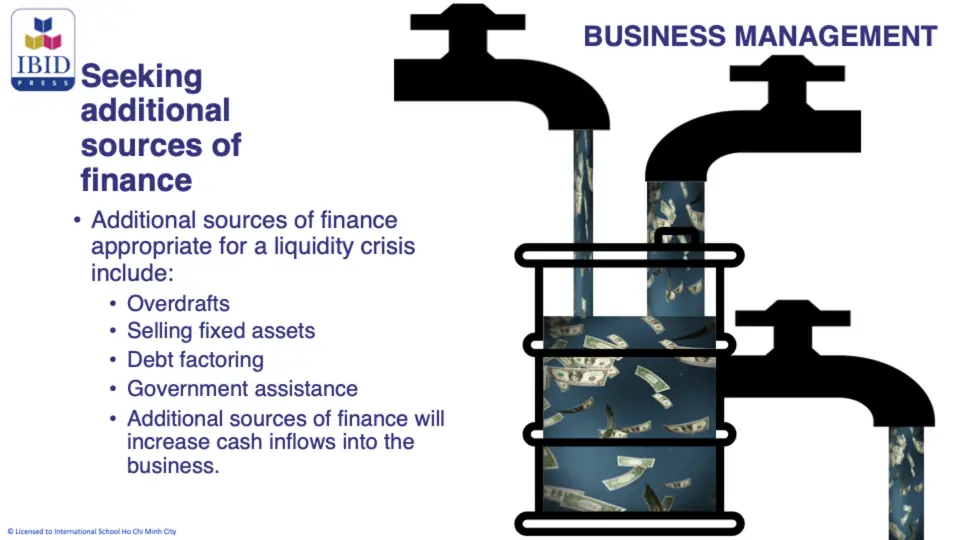 IBID
PRESS
BUSINESS MANAGEMENT
Seeking
additional
sources of
finance
• Additional sources of finance
appropriate for a liquidity crisis
include:
• Overdrafts
• Selling fixed assets
• Debt factoring
• Government assistance
• Additional sources of finance will
increase cash inflows into the
business.
© Licensed to International School Ho Chi Minh City